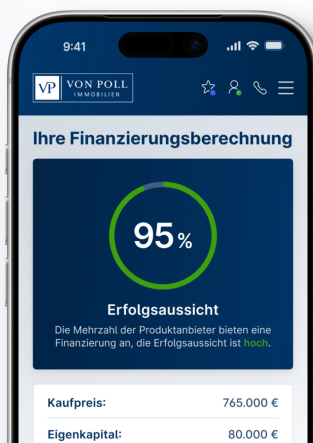 9:41
VP VON POLL
IMMOBILIEN
Ihre Finanzierungsberechnung
95%
Erfolgsaussicht
Die Mehrzahl der Produktanbieter bieten eine
Finanzierung an, die Erfolgsaussicht ist hoch.
Kaufpreis: 765.000 €
Eigenkapital: 80.000 €